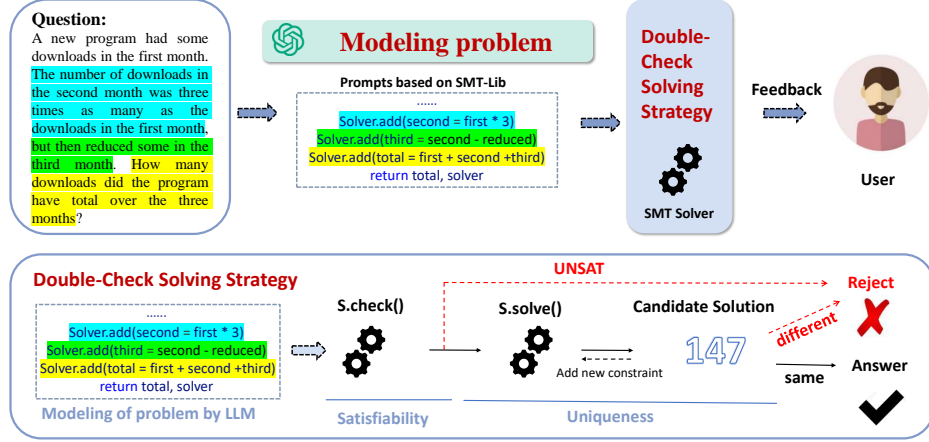 Question:
A new program had some
downloads in the first month.
The number of downloads in
the second month was three
times as many as the
downloads in the first month,
but then reduced some in the
third month. How many
downloads did the program
have total over the three
months?
Modeling problem
Prompts based on SMT-Lib
......
Solver.add(second = first * 3)
Solver.add(third = second - reduced)
Solver.add(total = first + second +third)
return total, solver
Double-
Check
Solving
Strategy
SMT Solver
Feedback
User
Double-Check Solving Strategy
......
Solver.add(second = first * 3)
Solver.add(third = second - reduced)
Solver.add(total = first + second +third)
return total, solver
Modeling of problem by LLM
S.check()
Satisfiability
UNSAT
S.solve()
Add new constraint
Uniqueness
Candidate Solution
147
different
same
Reject
Answer